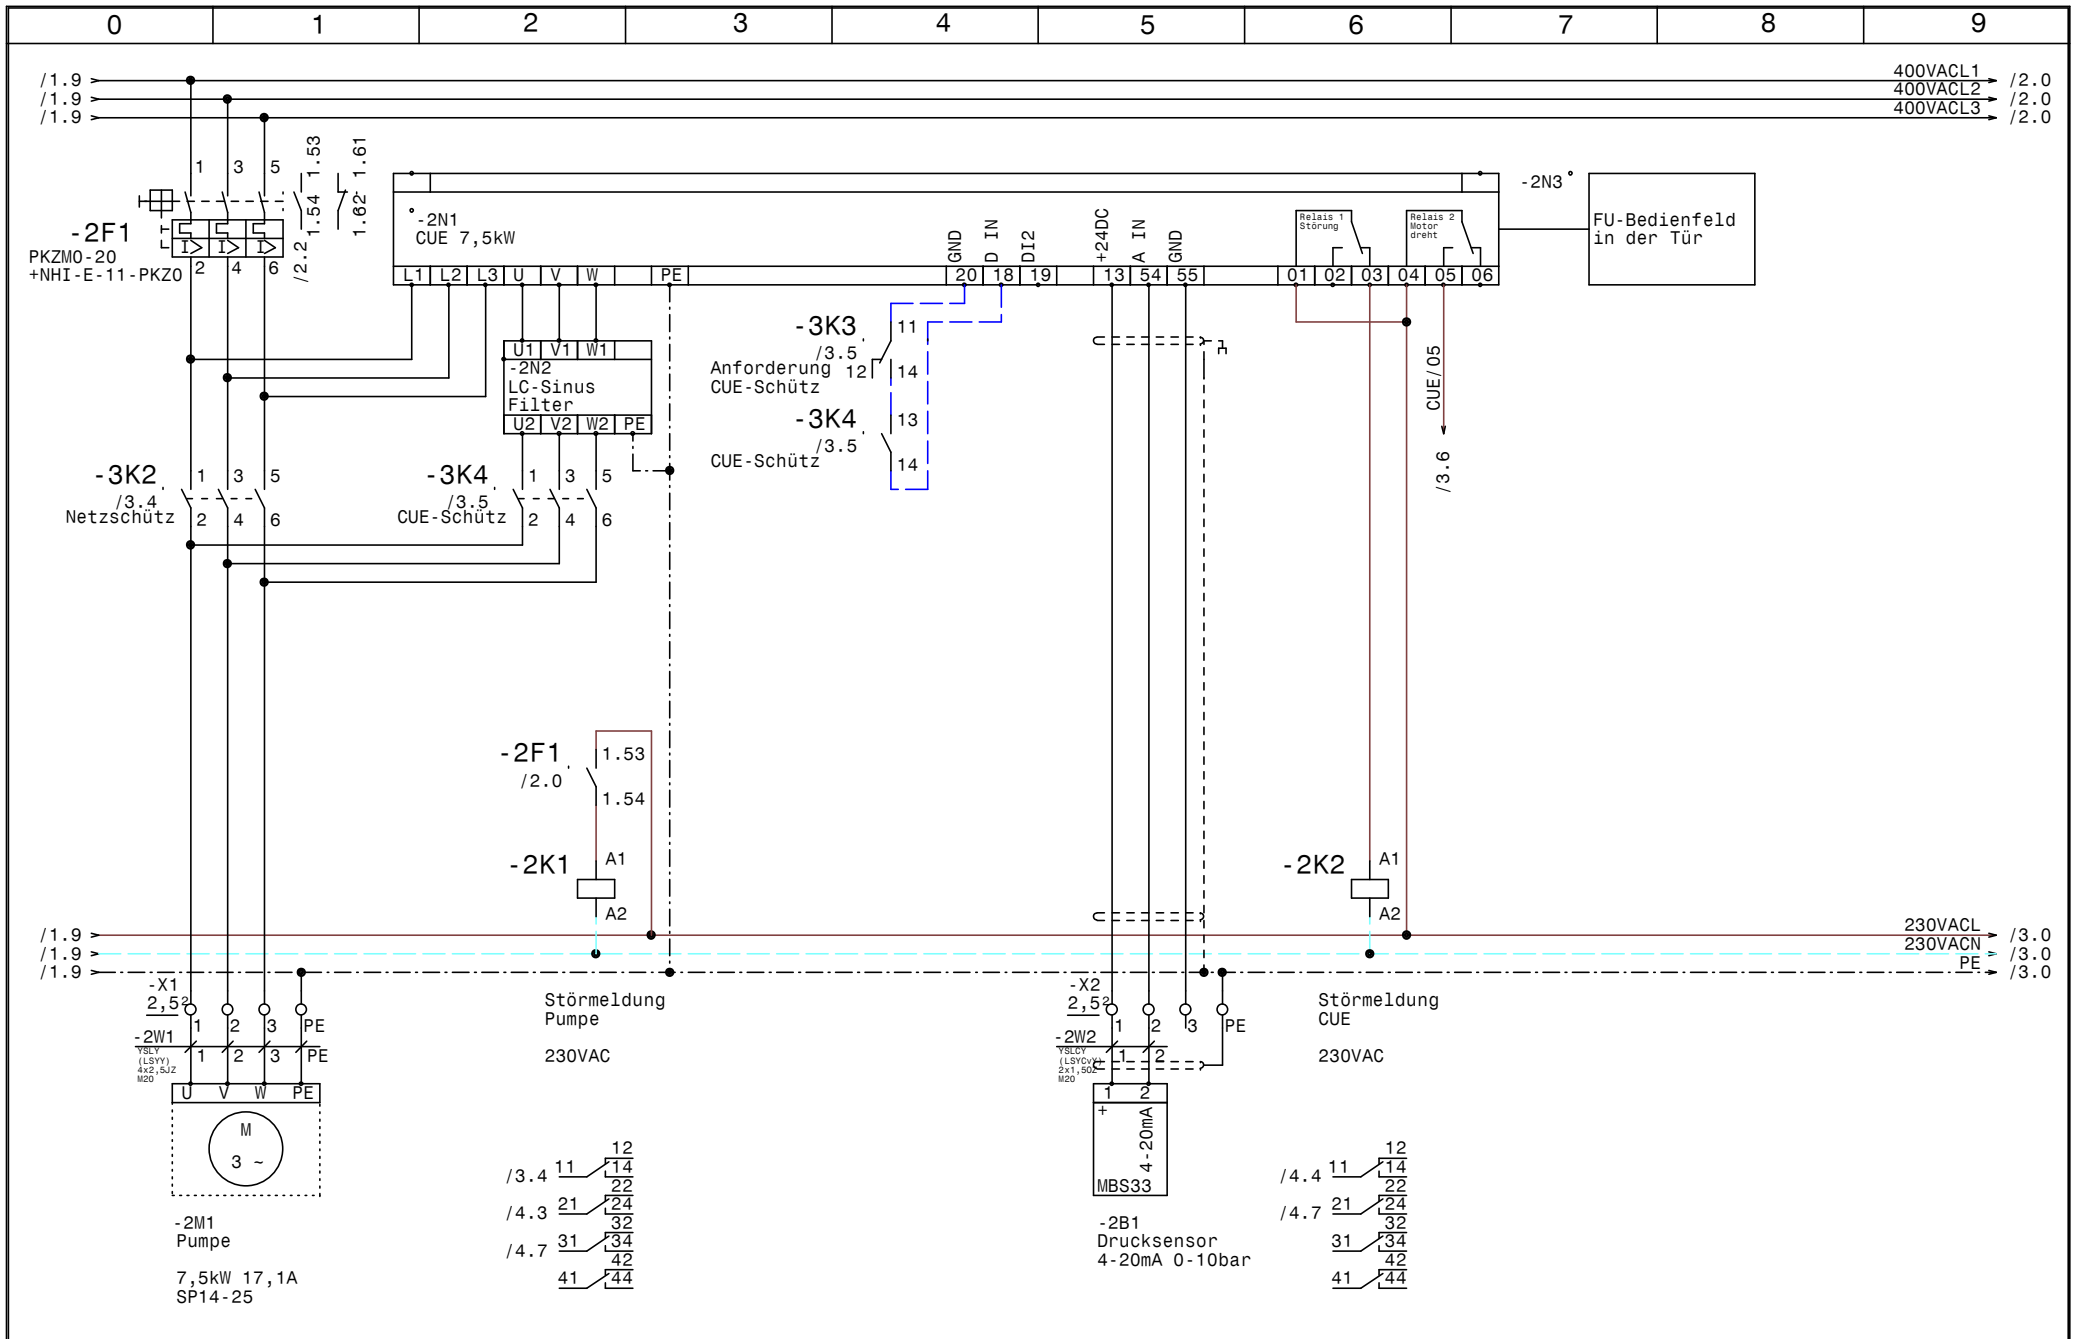 0 1 2 3 4 5 6 7 8 9
/1.9 400VACL1 /2.0
/1.9 400VACL2 /2.0
/1.9 400VACL3 /2.0
1 3 5
1.53
1.54
1.61
1.62
/2.2
-2F1
PKZM0-20
+NHI-E-11-PKZ0
I> I> I>
2 4 6
-2N1
CUE 7,5kW
GND
D IN
DI2
+24DC
A IN
GND
Relais 1
Störung
Relais 2
Motor
dreht
L1 L2 L3 U V W PE 20 18 19 13 54 55 01 02 03 04 05 06
-2N3
FU-Bedienfeld
in der Tür
U1 V1 W1
-2N2
LC-Sinus
Filter
U2 V2 W2 PE
-3K3
/3.5
Anforderung
CUE-Schütz
11
12 14
-3K4
/3.5
CUE-Schütz
13
14
CUE/05
/3.6
-3K2
/3.4
Netzschütz
1 3 5
2 4 6
-3K4
/3.5
CUE-Schütz
1 3 5
2 4 6
-2F1
/2.0
1.53
1.54
-2K1
A1
A2
-2K2
A1
A2
/1.9 230VACL /3.0
/1.9 230VACN /3.0
/1.9 PE /3.0
-X1
2,5²
1 2 3 PE
-2W1
YSLY
(LSYY)
4x2,5JZ
M20
1 2 3 PE
U V W PE
M
3 ~
-2M1
Pumpe
7,5kW 17,1A
SP14-25
Störmeldung
Pumpe
230VAC
12
/3.4 11 14
22
/4.3 21 24
32
/4.7 31 34
42
41 44
-X2
2,5²
1 2 3 PE
-2W2
YSLCY
(LSYCvY)
2x1,5OZ
M20
1 2
1 2
+
4-20mA
MBS33
-2B1
Drucksensor
4-20mA 0-10bar
Störmeldung
CUE
230VAC
12
/4.4 11 14
22
/4.7 21 24
32
31 34
42
41 44